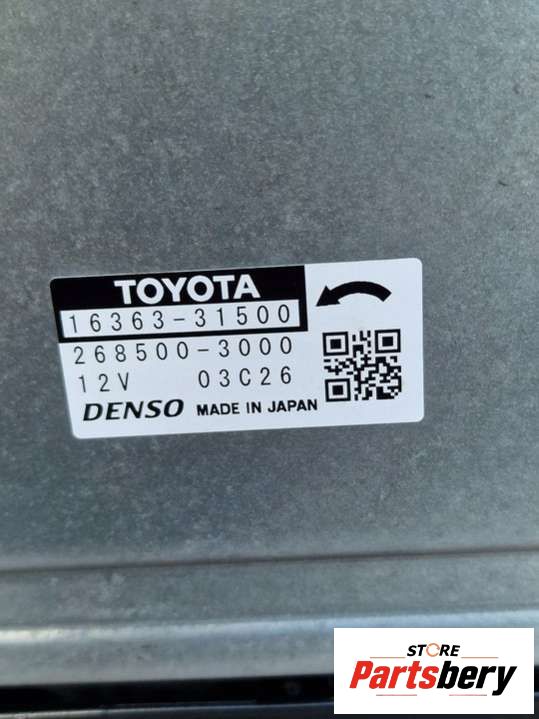 TOYOTA
16363-31500
268500-3000
12V 03C26
DENSO MADE IN JAPAN
STORE
Partsbery